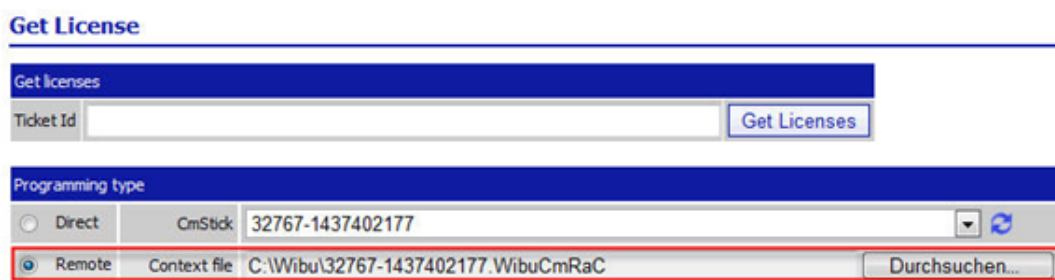 Get License
Get licenses
Ticket Id Get Licenses
Programming type
Direct CmStick 32767-1437402177
Remote Context file C:\Wibu\32767-1437402177.WibuCmRaC Durchsuchen...